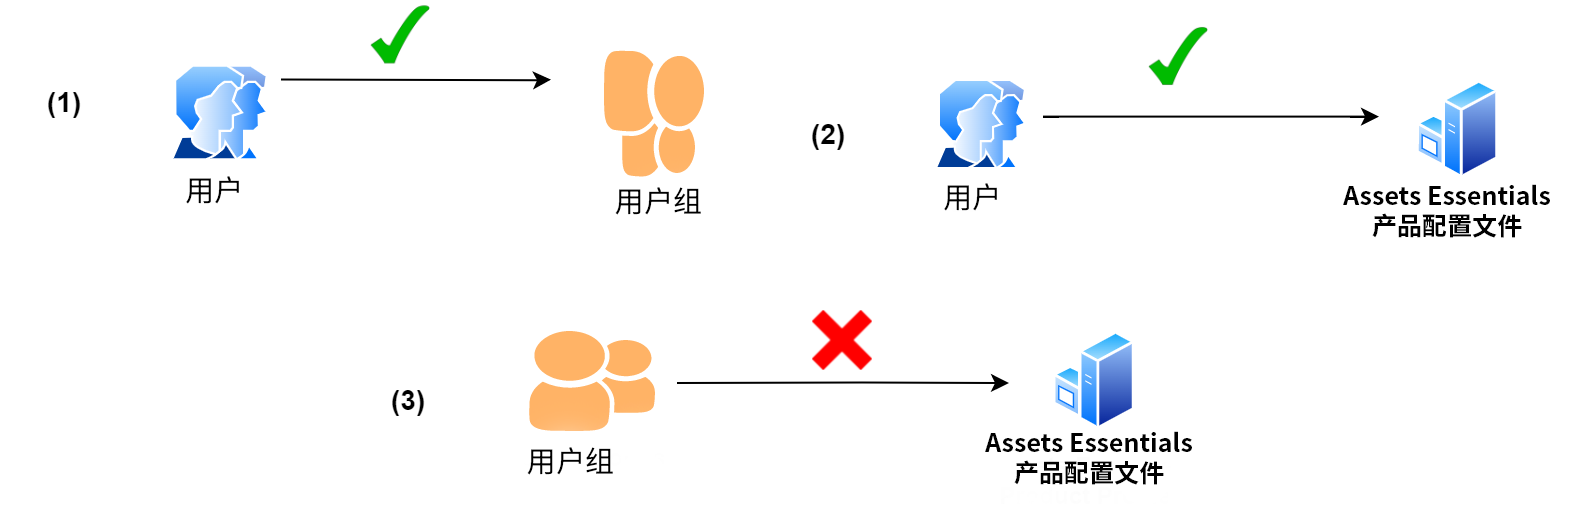 (1)
用户
用户组
(2)
用户
Assets Essentials
产品配置文件
(3)
用户组
Assets Essentials
产品配置文件